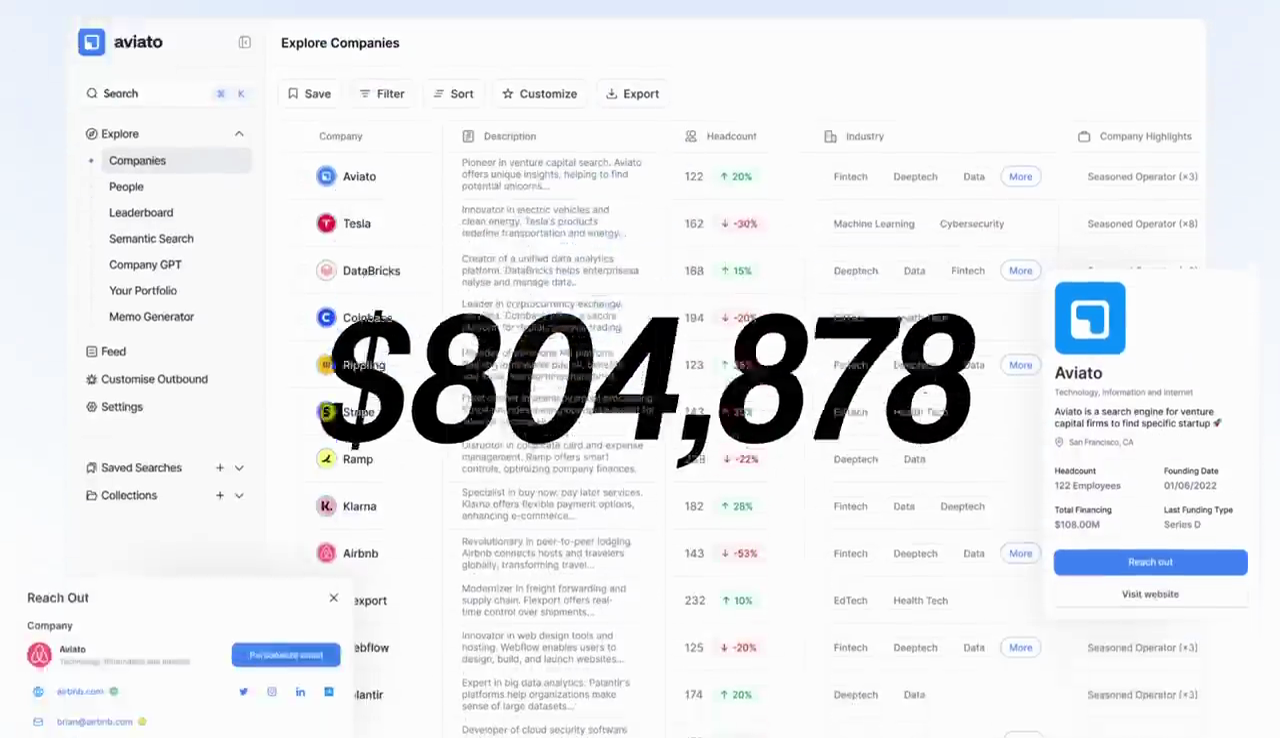 aviato
Search ⌘ K
Explore
Companies
People
Leaderboard
Semantic Search
Company GPT
Your Portfolio
Memo Generator
Feed
Customise Outbound
Settings
Saved Searches
Collections
Explore Companies
Save Filter Sort Customize Export
Company Description Headcount Industry Company Highlights
Aviato
Pioneer in venture capital search. Aviato
offers unique insights, helping to find
potential unicorns...
122 ↑ 20% Fintech Deeptech Data More Seasoned Operator (×3)
Tesla
Innovator in electric vehicles and
clean energy. Tesla's products
redefine transportation and energy...
162 ↓ -30% Machine Learning Cybersecurity Seasoned Operator (×8)
DataBricks
Creator of a unified data analytics
platform. DataBricks helps enterprisesa
nalyse and manage data..
168 ↑ 15% Deeptech Data Fintech More
Coinbase
Leader in cryptocurrency exchange.
194 ↓ -20%
Rippling
123 Data More
Stripe
$804,878
Ramp
Disruptor in corporate card and expense
management. Ramp offers smart
controls, optimizing company finances.
↓ -22% Deeptech Data
Klarna
Specialist in buy now, pay later services.
Klarna offers flexible payment options,
enhancing e-commerce...
182 ↑ 28% Fintech Data Deeptech
Airbnb
Revolutionary in peer-to-peer lodging.
Airbnb connects hosts and travelers
globally, transforming travel...
143 ↓ -53% Fintech Deeptech Data More
export
Modernizer in freight forwarding and
supply chain. Flexport offers real-
time control over shipments...
232 ↑ 10% EdTech Health Tech
ebflow
Innovator in web design tools and
hosting. Webflow enables users to
design, build, and launch websites...
125 ↓ -20% Fintech Deeptech Data More Seasoned Operator (×3)
lantir
Expert in big data analytics. Palantir's
platforms help organizations make
sense of large datasets...
174 ↑ 20% Deeptech Data Seasoned Operator (×3)
Developer of cloud security software
Aviato
Technology, Information and Internet
Aviato is a search engine for venture
capital firms to find specific startup 🚀
San Francisco, CA
Headcount Founding Date
122 Employees 01/06/2022
Total Financing Last Funding Type
$108.00M Series D
Reach out
Visit website
Reach Out
Company
Aviato
Technology, Information and Internet
airbnb.com
brian@airbnb.com